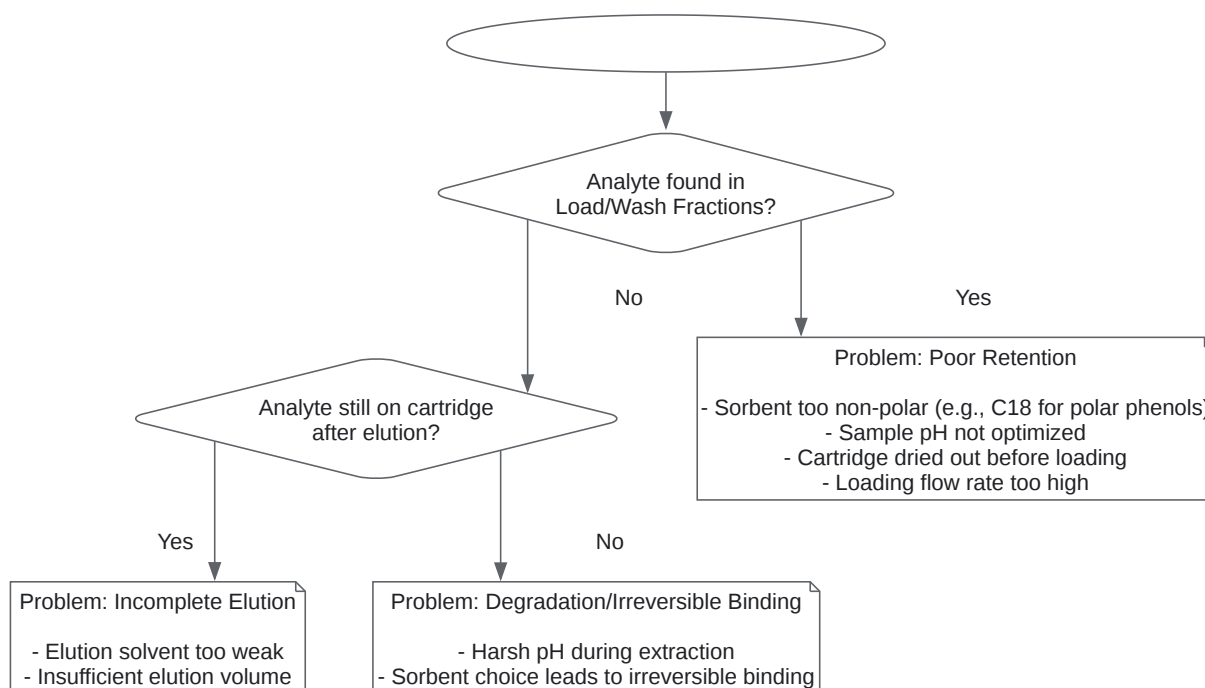 Analyte found in
Load/Wash Fractions?
No
Yes
Problem: Poor Retention
- Sorbent too non-polar (e.g., C18 for polar phenols)
- Sample pH not optimized
- Cartridge dried out before loading
- Loading flow rate too high
Analyte still on cartridge
after elution?
Yes
No
Problem: Incomplete Elution
- Elution solvent too weak
- Insufficient elution volume
Problem: Degradation/Irreversible Binding
- Harsh pH during extraction
- Sorbent choice leads to irreversible binding